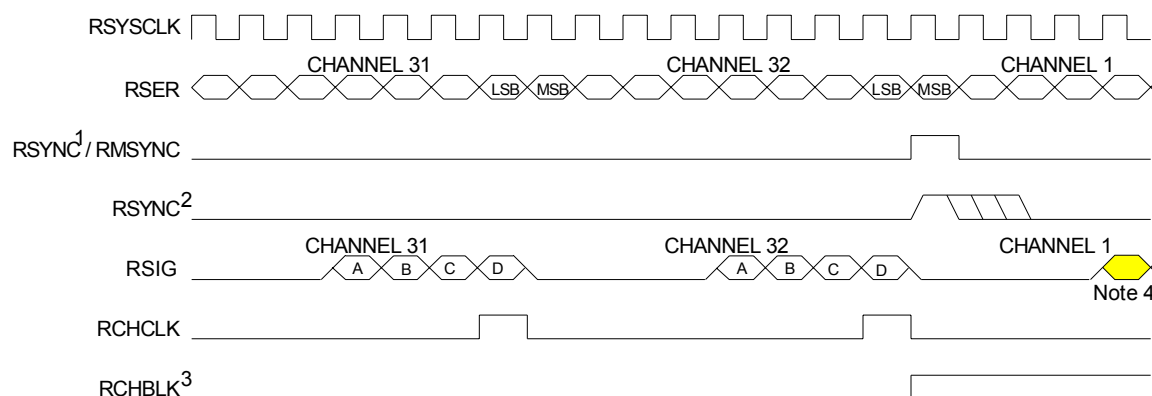 RSYSCLK
CHANNEL 31 CHANNEL 32 CHANNEL 1
RSER LSB MSB LSB MSB
RSYNC1 / RMSYNC
RSYNC2
CHANNEL 31 CHANNEL 32 CHANNEL 1
RSIG A B C D A B C D
Note 4
RCHCLK
RCHBLK3